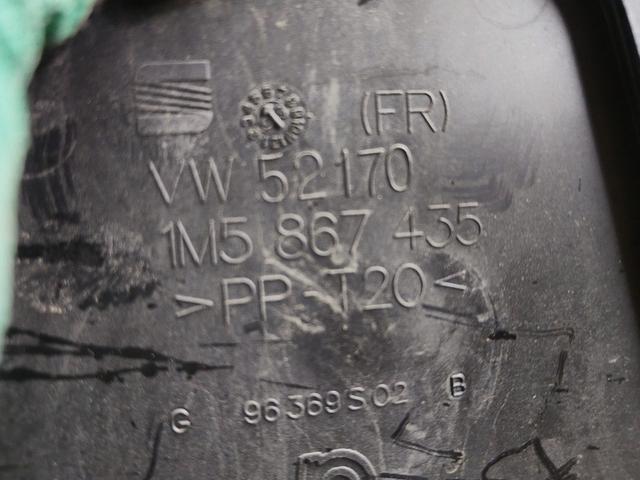 (FR)
VW 52170
1M5 867 435
>PP-T20<
G 96369S02 B